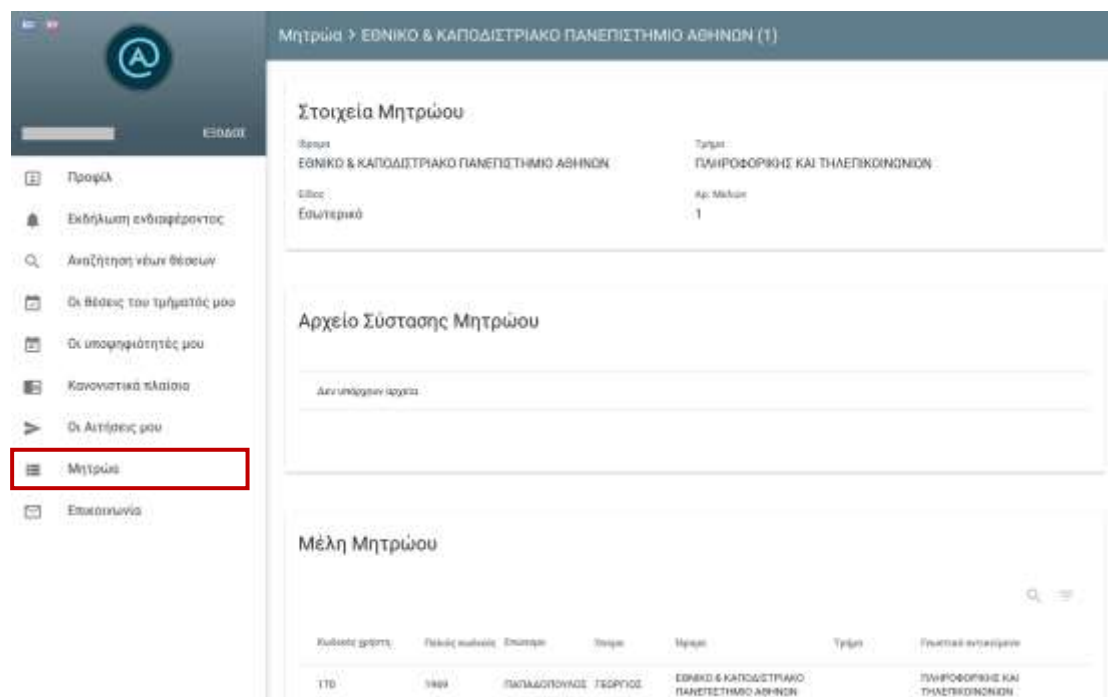 Μητρώα > ΕΘΝΙΚΟ & ΚΑΠΟΔΙΣΤΡΙΑΚΟ ΠΑΝΕΠΙΣΤΗΜΙΟ ΑΘΗΝΩΝ (1)
ΕΞΟΔΟΣ
Προφίλ
Εκδήλωση ενδιαφέροντος
Αναζήτηση νέων θέσεων
Οι θέσεις του τμήματός μου
Οι υποψηφιότητές μου
Κανονιστικά πλαίσια
Οι Αιτήσεις μου
Μητρώα
Επικοινωνία
Στοιχεία Μητρώου
Ίδρυμα Τμήμα
ΕΘΝΙΚΟ & ΚΑΠΟΔΙΣΤΡΙΑΚΟ ΠΑΝΕΠΙΣΤΗΜΙΟ ΑΘΗΝΩΝ ΠΛΗΡΟΦΟΡΙΚΗΣ ΚΑΙ ΤΗΛΕΠΙΚΟΙΝΩΝΙΩΝ
Είδος Αρ. Μελών
Εσωτερικό 1
Αρχείο Σύστασης Μητρώου
Δεν υπάρχουν αρχεία
Μέλη Μητρώου
Κωδικός χρήστη Παλιός κωδικός Επώνυμο Όνομα Ίδρυμα Τμήμα Γνωστικό αντικείμενο
170 1969 ΠΑΠΑΔΟΠΟΥΛΟΣ ΓΕΩΡΓΙΟΣ ΕΘΝΙΚΟ & ΚΑΠΟΔΙΣΤΡΙΑΚΟ ΠΛΗΡΟΦΟΡΙΚΗΣ ΚΑΙ
ΠΑΝΕΠΙΣΤΗΜΙΟ ΑΘΗΝΩΝ ΤΗΛΕΠΙΚΟΙΝΩΝΙΩΝ